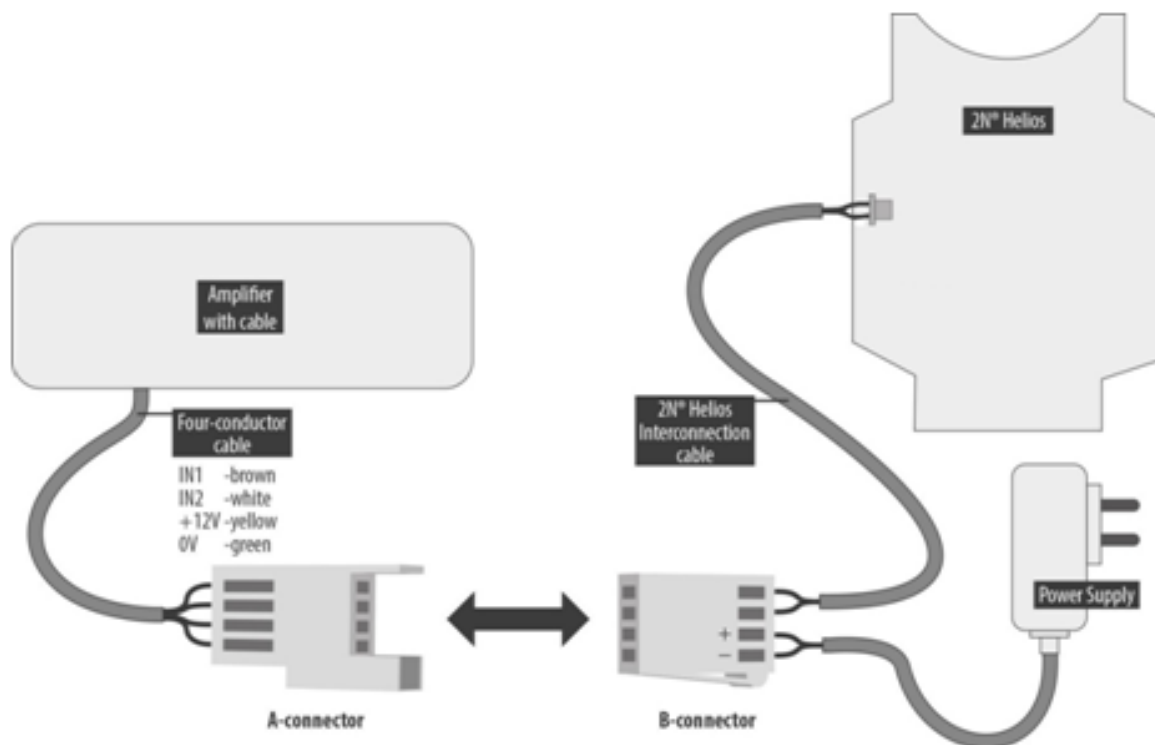 2N® Helios
Amplifier
with cable
Four-conductor
cable
IN1 -brown
IN2 -white
+12V -yellow
0V -green
2N® Helios
Interconnection
cable
Power Supply
+
−
A-connector
B-connector